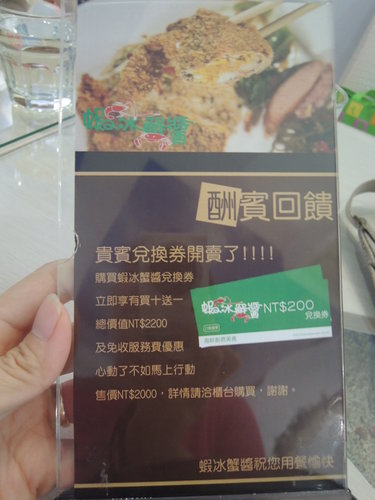 蝦冰蟹醬
酬賓回饋
貴賓兌換券開賣了!!!!
購買蝦冰蟹醬兌換券
立即享有買十送一
總價值NT$2200
及免收服務費優惠
心動了不如馬上行動
售價NT$2000，詳情請洽櫃台購買，謝謝。
蝦冰蟹醬NT$200
兌換券
蝦冰蟹醬祝您用餐愉快